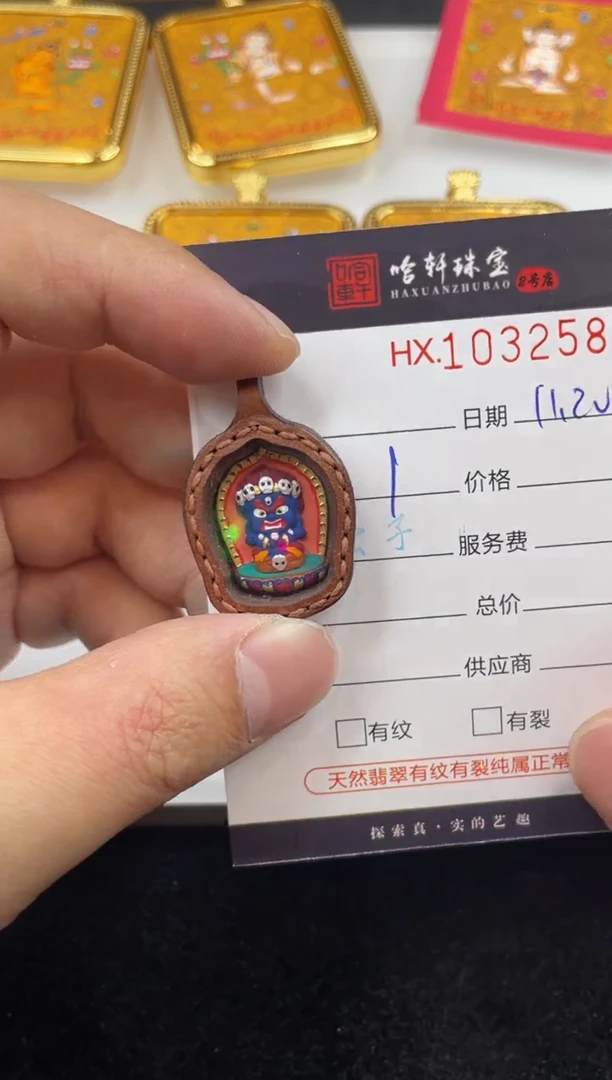 哈轩珠宝
HAXUANZHUBAO 2号店
HX.103258
日期 11.20
价格
服务费
总价
供应商
有纹 有裂
天然翡翠有纹有裂纯属正常
探索真·实的艺趣